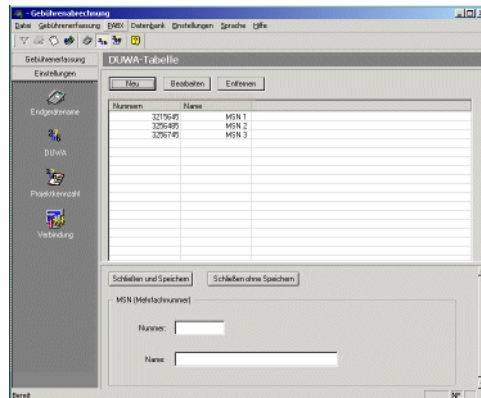 - Gebührenabrechnung
Datei Gebührenerfassung PABX Datenbank Einstellungen Sprache Hilfe
Gebührenerfassung
Einstellungen
Endgerätename
DUWA
Projektkennzahl
Verbindung
DUWA-Tabelle
Neu Bearbeiten Entfernen
Nummern Name
3219645 MSN 1
3256485 MSN 2
3256745 MSN 3
Schließen und Speichern Schließen ohne Speichern
MSN (Mehrfachnummer)
Nummer:
Name:
Bereit